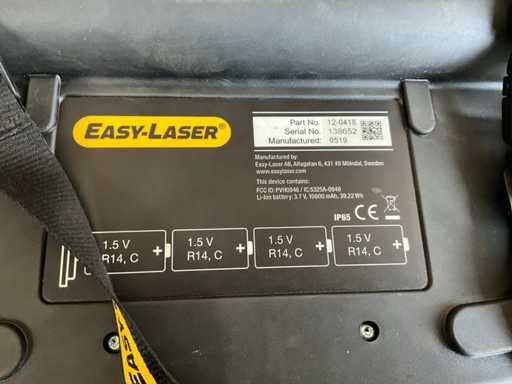 EASY-LASER®
Part No. 12-0418
Serial No. 138652
Manufactured: 0519
Manufactured by:
Easy-Laser AB, Alfagatan 6, 431 49 Mölndal, Sweden
www.easylaser.com
This device contains:
FCC ID: PVH0946 / IC:5325A-0946
Li-Ion battery: 3.7 V, 10600 mAh, 39.22 Wh
IP65 CE
1.5 V
R14, C
+
1.5 V
R14, C
+
1.5 V
R14, C
+
1.5 V
R14, C
+
EASY